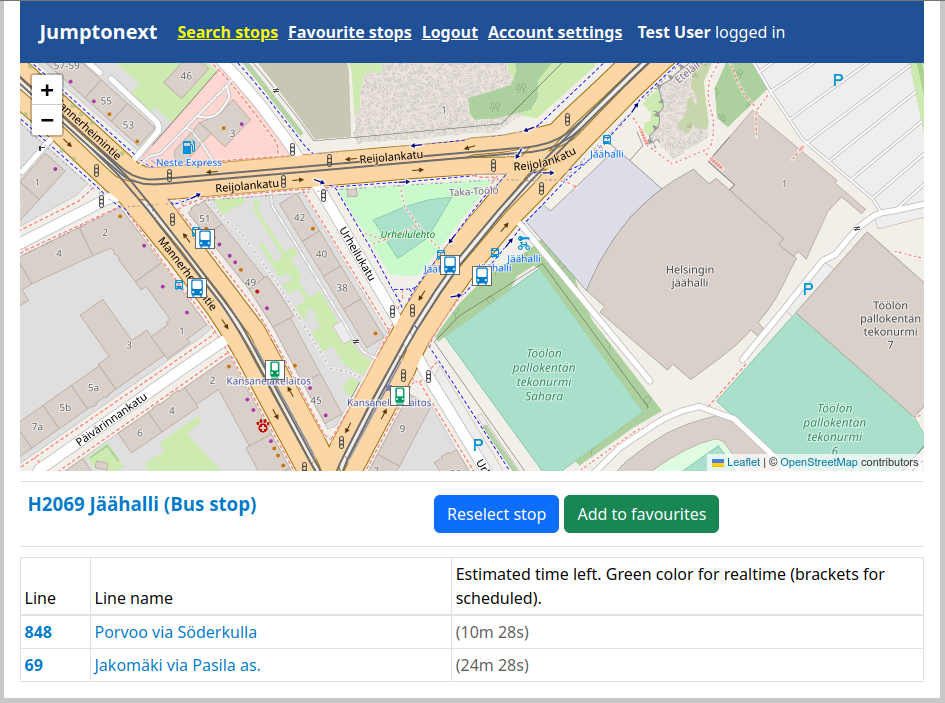 Jumptonext Search stops Favourite stops Logout Account settings Test User logged in
+
−
57-59
55
53
46
3
1
1
1
Mannerheimintie
Neste Express
Reijolankatu
Reijolankatu
Reijolankatu
Jäähalli
Taka-Töölö
2
4
51
42
40
49
38
Urheilulehto
Urheilukatu
Mannerheimintie
Jäähalli
Helsingin
jäähalli
Töölön
pallokentän
tekonurmi
7
1
3
2
5a
5b
7a
4
6
45
9
Kansaneläkelaitos
Kansaneläkelaitos
Päivärinnankatu
Töölön
pallokentän
tekonurmi
Sahara
Töölön
pallokentän
tekonurmi
6
P
P
P
Leaflet | © OpenStreetMap contributors
H2069 Jäähalli (Bus stop)
Reselect stop
Add to favourites
Line
Line name
Estimated time left. Green color for realtime (brackets for
scheduled).
848 Porvoo via Söderkulla (10m 28s)
69 Jakomäki via Pasila as. (24m 28s)